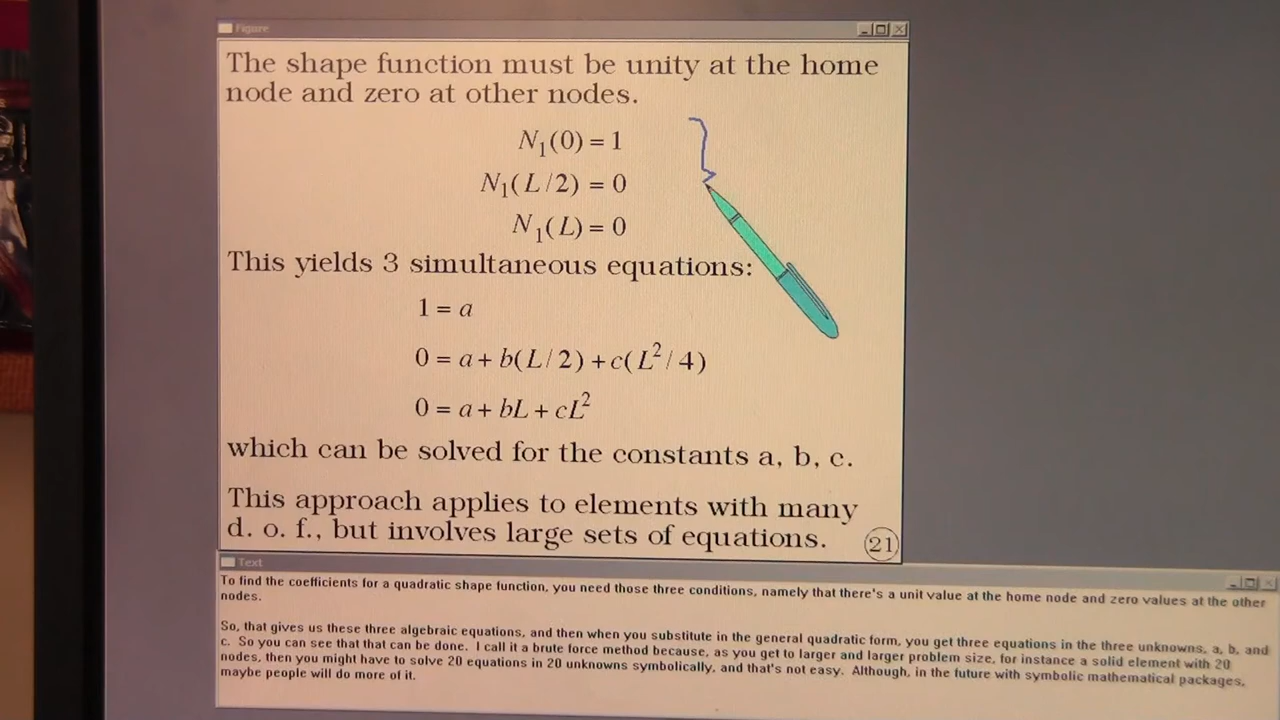 Figure
The shape function must be unity at the home
node and zero at other nodes.
N₁(0) = 1
N₁(L/2) = 0
N₁(L) = 0
This yields 3 simultaneous equations:
1 = a
0 = a + b(L/2) + c(L²/4)
0 = a + bL + cL²
which can be solved for the constants a, b, c.
This approach applies to elements with many
d. o. f., but involves large sets of equations.
21
Text
To find the coefficients for a quadratic shape function, you need those three conditions, namely that there's a unit value at the home node and zero values at the other
nodes.
So, that gives us these three algebraic equations, and then when you substitute in the general quadratic form, you get three equations in the three unknowns, a, b, and
c. So you can see that that can be done. I call it a brute force method because, as you get to larger and larger problem size, for instance a solid element with 20
nodes, then you might have to solve 20 equations in 20 unknowns symbolically, and that's not easy. Although, in the future with symbolic mathematical packages,
maybe people will do more of it.